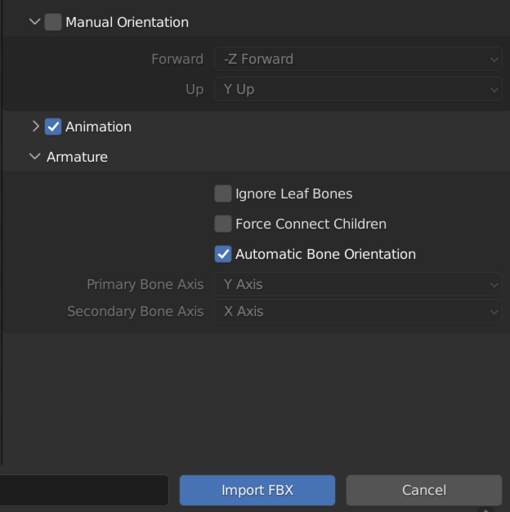 Manual Orientation
Forward -Z Forward
Up Y Up
Animation
Armature
Ignore Leaf Bones
Force Connect Children
Automatic Bone Orientation
Primary Bone Axis Y Axis
Secondary Bone Axis X Axis
Import FBX Cancel